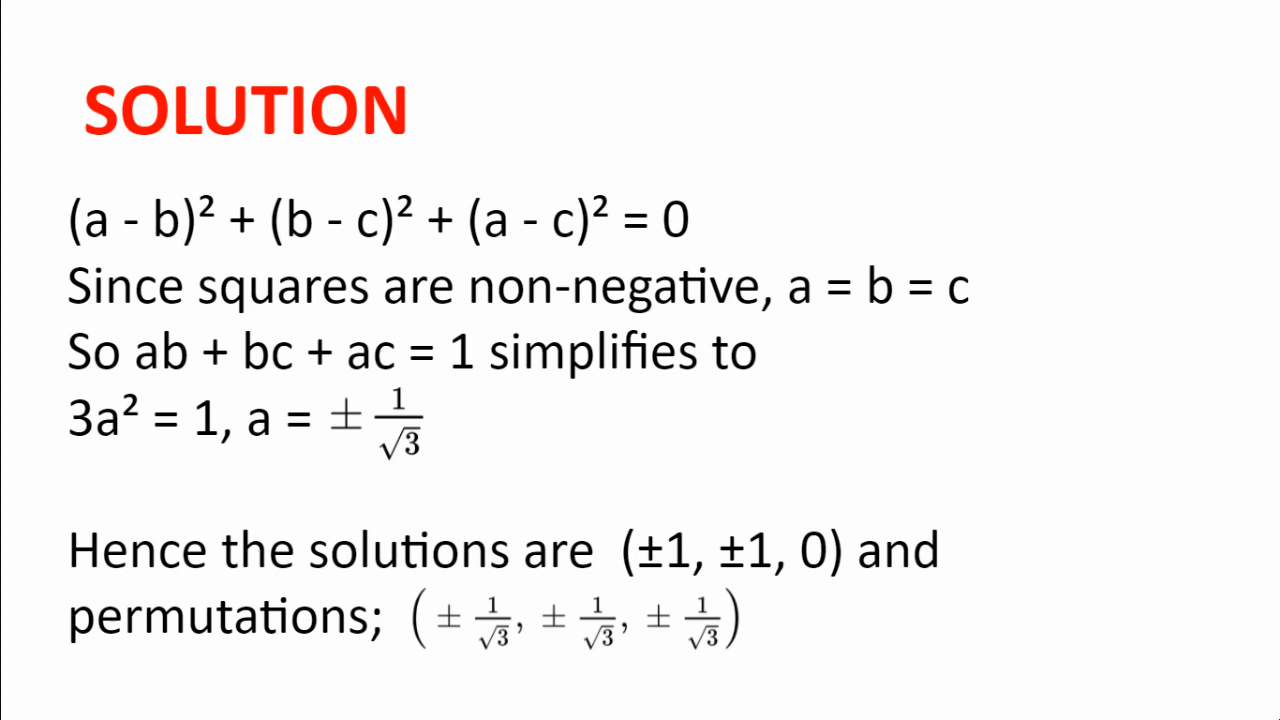 SOLUTION
(a - b)² + (b - c)² + (a - c)² = 0
Since squares are non-negative, a = b = c
So ab + bc + ac = 1 simplifies to
3a² = 1, a = ± 1/√3
Hence the solutions are (±1, ±1, 0) and
permutations; (± 1/√3, ± 1/√3, ± 1/√3)